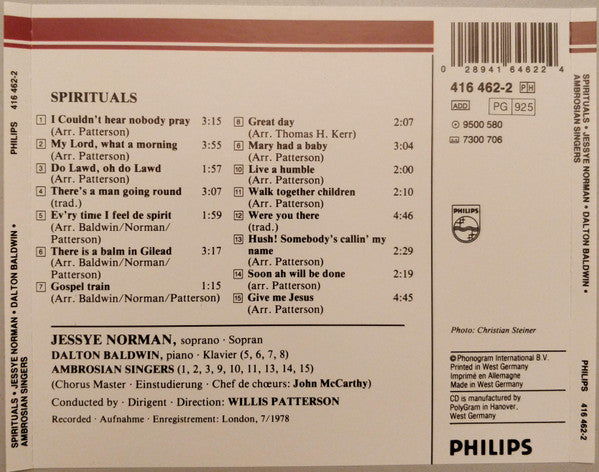 PHILIPS 416 462-2
SPIRITUALS • JESSYE NORMAN • DALTON BALDWIN •
AMBROSIAN SINGERS
SPIRITUALS
1 I Couldn't hear nobody pray 3:15
(Arr. Patterson)
2 My Lord, what a morning 3:55
(Arr. Patterson)
3 Do Lawd, oh do Lawd 1:57
(Arr. Patterson)
4 There's a man going round 3:07
(trad.)
5 Ev'ry time I feel de spirit 1:59
(Arr. Baldwin/Norman/
Patterson)
6 There is a balm in Gilead 3:17
(Arr. Baldwin/Norman/
Patterson)
7 Gospel train 1:15
(Arr. Baldwin/Norman/Patterson)
8 Great day 2:07
(Arr. Thomas H. Kerr)
9 Mary had a baby 3:04
(Arr. Patterson)
10 Live a humble 2:00
(Arr. Patterson)
11 Walk together children 2:10
(Arr. Patterson)
12 Were you there 4:46
(trad.)
13 Hush! Somebody's callin' my
name 2:29
(Arr. Patterson)
14 Soon ah will be done 2:19
(arr. Patterson)
15 Give me Jesus 4:45
(Arr. Patterson)
JESSYE NORMAN, soprano · Sopran
DALTON BALDWIN, piano · Klavier (5, 6, 7, 8)
AMBROSIAN SINGERS (1, 2, 3, 9, 10, 11, 13, 14, 15)
(Chorus Master · Einstudierung · Chef de chœurs: John McCarthy)
Conducted by · Dirigent · Direction: WILLIS PATTERSON
Recorded · Aufnahme · Enregistrement: London, 7/1978
0 28941 64622 4
416 462-2 PH
ADD PG 925
9500 580
7300 706
PHILIPS
Photo: Christian Steiner
℗ Phonogram International B.V.
Printed in West Germany
Imprimé en Allemagne
Made in West Germany
CD is manufactured by
PolyGram in Hanover,
West Germany
PHILIPS
SPIRITUALS • JESSYE NORMAN • DALTON BALDWIN •
AMBROSIAN SINGERS
PHILIPS 416 462-2